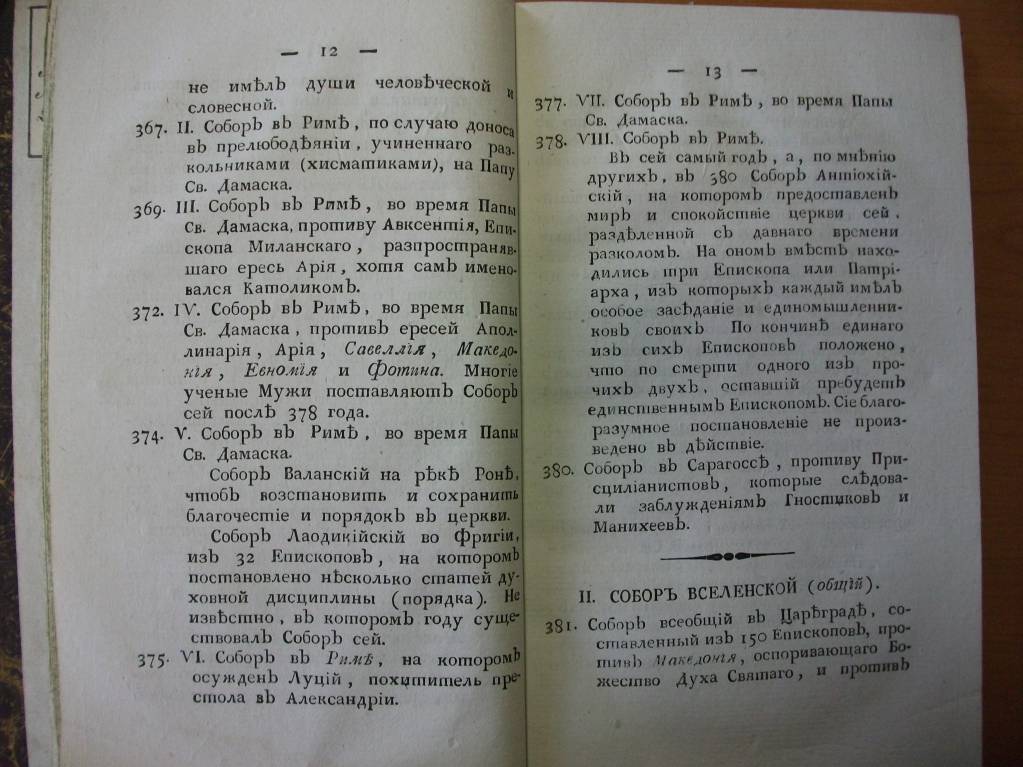 — 12 —
не имѣлЪ души человѣческой и
словесной.
367. II. СоборЪ вЪ Римѣ, по случаю доноса
вЪ прелюбодѣяніи, учиненнаго раз-
кольниками (хисматиками), на Папу
Св. Дамаска.
369. III. СоборЪ вЪ Римѣ, во время Папы
Св. Дамаска, противу Авксентія, Епи-
скопа Миланскаго, разпространяв-
шаго ересь Арія, хотя самЪ имено-
вался КатоликомЪ.
372. IV. СоборЪ вЪ Римѣ, во время Папы
Св. Дамаска, противЪ ересей Апол-
линарія, Арія, Савеллія, Македо-
нія, Евномія и Фотина. Многіе
ученые Мужи поставляютЪ СоборЪ
сей послѣ 378 года.
374. V. СоборЪ вЪ Римѣ, во время Папы
Св. Дамаска.
СоборЪ Валанскій на рѣкѣ Ронѣ,
чтобЪ возстановить и сохранить
благочестіе и порядокЪ вЪ церкви.
СоборЪ Лаодикійскій во Фригіи,
изЪ 32 ЕпископовЪ, на которомЪ
постановлено нѣсколько статей ду-
ховной дисциплины (порядка). Не
извѣстно, вЪ которомЪ году суще-
ствовалЪ СоборЪ сей.
375. VI. СоборЪ вЪ Римѣ, на которомЪ
осужденЪ Луцій, похититель пре-
стола вЪ Александріи.
— 13 —
377. VII. СоборЪ вЪ Римѣ, во время Папы
Св. Дамаска.
378. VIII. СоборЪ вЪ Римѣ.
ВЪ сей самый годЪ, а, по мнѣнію
другихЪ, вЪ 380 СоборЪ Антіохій-
скій, на которомЪ предоставленЪ
мирЪ и спокойствіе церкви сей,
раздѣленной сЪ давнаго времени
разколомЪ. На ономЪ вмѣстѣ нахо-
дились три Епископа или Патрі-
арха, изЪ которыхЪ каждый имѣлЪ
особое засѣданіе и единомышленни-
ковЪ своихЪ По кончинѣ единаго
изЪ сихЪ ЕпископовЪ положено,
что по смерти одного изЪ про-
чихЪ двухЪ, оставшій пребудетЪ
единственнымЪ ЕпископомЪ. Сіе благо-
разумное постановленіе не произ-
ведено вЪ дѣйствіе.
380. СоборЪ вЪ Сарагоссѣ, противу При-
сциліанистовЪ, которые слѣдова-
ли заблужденіямЪ ГностиковЪ и
МанихеевЪ.
II. СОБОРЪ ВСЕЛЕНСКОЙ (общій).
381. СоборЪ всеобщій вЪ Царѣградѣ, со-
ставленный изЪ 150 ЕпископовЪ, про-
тивЪ Македонія, оспоривающаго Бо-
жество Духа Святаго, и противЪ